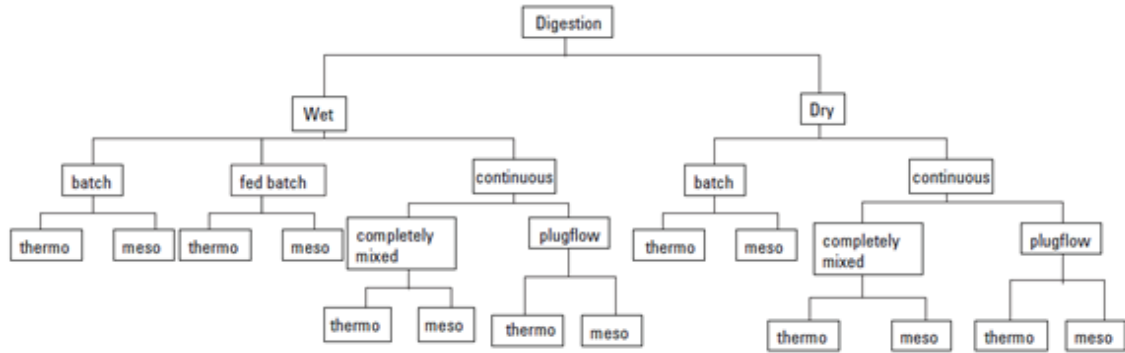 Digestion
Wet
Dry
batch
fed batch
continuous
batch
continuous
thermo
meso
thermo
meso
completely
mixed
plugflow
thermo
meso
completely
mixed
plugflow
thermo
meso
thermo
meso
thermo
meso
thermo
meso